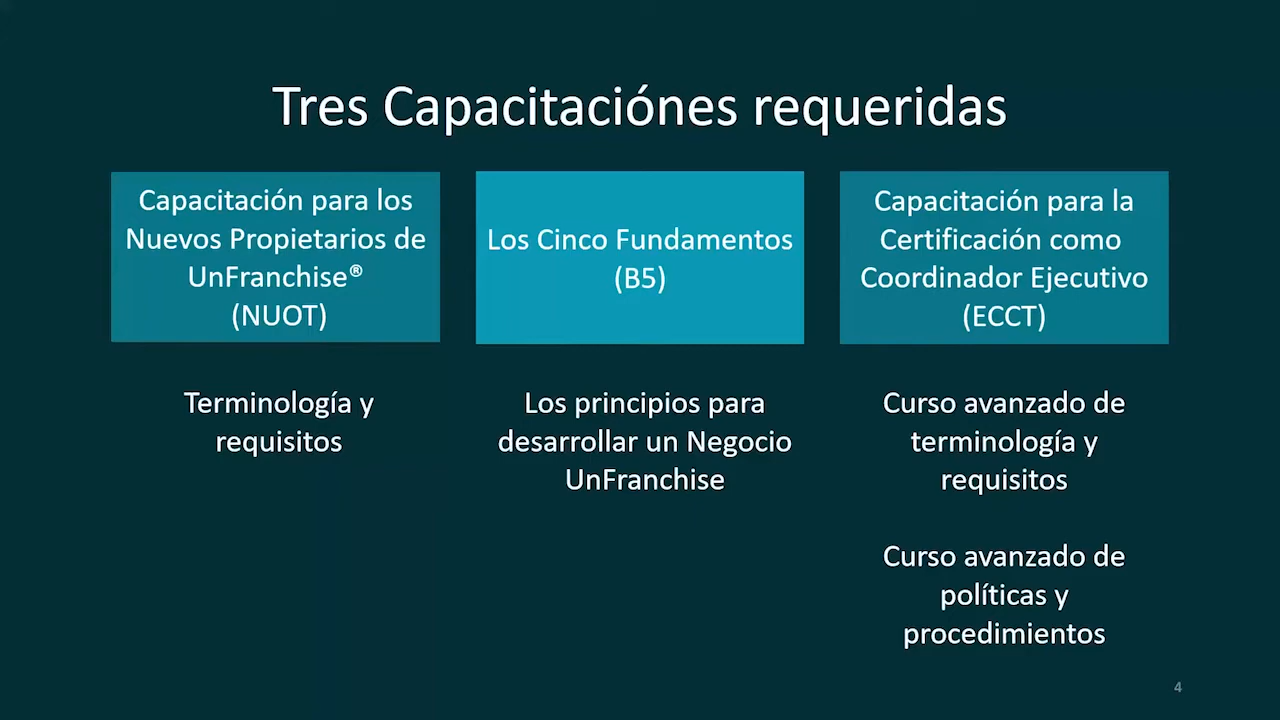 Tres Capacitaciónes requeridas
Capacitación para los
Nuevos Propietarios de
UnFranchise®
(NUOT)
Terminología y
requisitos
Los Cinco Fundamentos
(B5)
Los principios para
desarrollar un Negocio
UnFranchise
Capacitación para la
Certificación como
Coordinador Ejecutivo
(ECCT)
Curso avanzado de
terminología y
requisitos
Curso avanzado de
políticas y
procedimientos
4